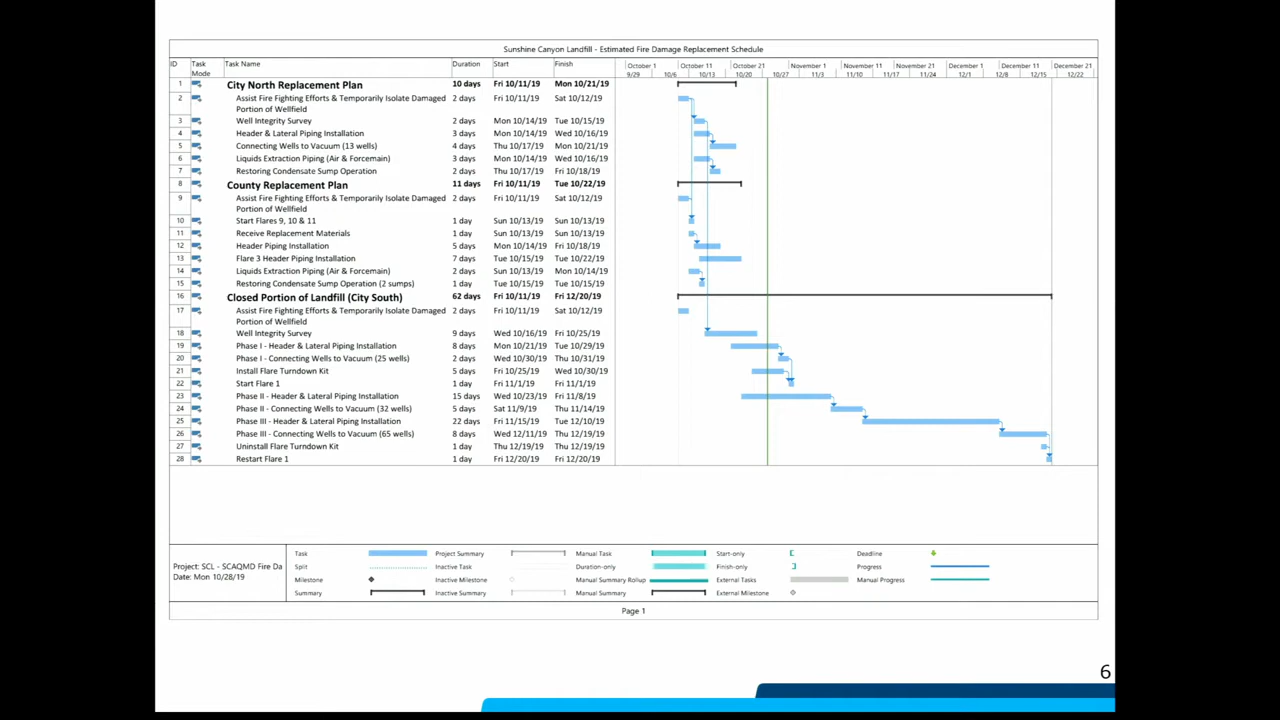 Sunshine Canyon Landfill - Estimated Fire Damage Replacement Schedule
ID Task Mode Task Name Duration Start Finish
October 1 October 11 October 21 November 1 November 11 November 21 December 1 December 11 December 21
9/29 10/6 10/13 10/20 10/27 11/3 11/10 11/17 11/24 12/1 12/8 12/15 12/22
1 City North Replacement Plan 10 days Fri 10/11/19 Mon 10/21/19
2 Assist Fire Fighting Efforts & Temporarily Isolate Damaged 2 days Fri 10/11/19 Sat 10/12/19
Portion of Wellfield
3 Well Integrity Survey 2 days Mon 10/14/19 Tue 10/15/19
4 Header & Lateral Piping Installation 3 days Mon 10/14/19 Wed 10/16/19
5 Connecting Wells to Vacuum (13 wells) 4 days Thu 10/17/19 Mon 10/21/19
6 Liquids Extraction Piping (Air & Forcemain) 3 days Mon 10/14/19 Wed 10/16/19
7 Restoring Condensate Sump Operation 2 days Thu 10/17/19 Fri 10/18/19
8 County Replacement Plan 11 days Fri 10/11/19 Tue 10/22/19
9 Assist Fire Fighting Efforts & Temporarily Isolate Damaged 2 days Fri 10/11/19 Sat 10/12/19
Portion of Wellfield
10 Start Flares 9, 10 & 11 1 day Sun 10/13/19 Sun 10/13/19
11 Receive Replacement Materials 1 day Sun 10/13/19 Sun 10/13/19
12 Header Piping Installation 5 days Mon 10/14/19 Fri 10/18/19
13 Flare 3 Header Piping Installation 7 days Tue 10/15/19 Tue 10/22/19
14 Liquids Extraction Piping (Air & Forcemain) 2 days Sun 10/13/19 Mon 10/14/19
15 Restoring Condensate Sump Operation (2 sumps) 1 day Tue 10/15/19 Tue 10/15/19
16 Closed Portion of Landfill (City South) 62 days Fri 10/11/19 Fri 12/20/19
17 Assist Fire Fighting Efforts & Temporarily Isolate Damaged 2 days Fri 10/11/19 Sat 10/12/19
Portion of Wellfield
18 Well Integrity Survey 9 days Wed 10/16/19 Fri 10/25/19
19 Phase I - Header & Lateral Piping Installation 8 days Mon 10/21/19 Tue 10/29/19
20 Phase I - Connecting Wells to Vacuum (25 wells) 2 days Wed 10/30/19 Thu 10/31/19
21 Install Flare Turndown Kit 5 days Fri 10/25/19 Wed 10/30/19
22 Start Flare 1 1 day Fri 11/1/19 Fri 11/1/19
23 Phase II - Header & Lateral Piping Installation 15 days Wed 10/23/19 Fri 11/8/19
24 Phase II - Connecting Wells to Vacuum (32 wells) 5 days Sat 11/9/19 Thu 11/14/19
25 Phase III - Header & Lateral Piping Installation 22 days Fri 11/15/19 Tue 12/10/19
26 Phase III - Connecting Wells to Vacuum (65 wells) 8 days Wed 12/11/19 Thu 12/19/19
27 Uninstall Flare Turndown Kit 1 day Thu 12/19/19 Thu 12/19/19
28 Restart Flare 1 1 day Fri 12/20/19 Fri 12/20/19
Project: SCL - SCAQMD Fire Da
Date: Mon 10/28/19
Task Project Summary Manual Task Start-only Deadline
Split Inactive Task Duration-only Finish-only Progress
Milestone Inactive Milestone Manual Summary Rollup External Tasks Manual Progress
Summary Inactive Summary Manual Summary External Milestone
Page 1
6